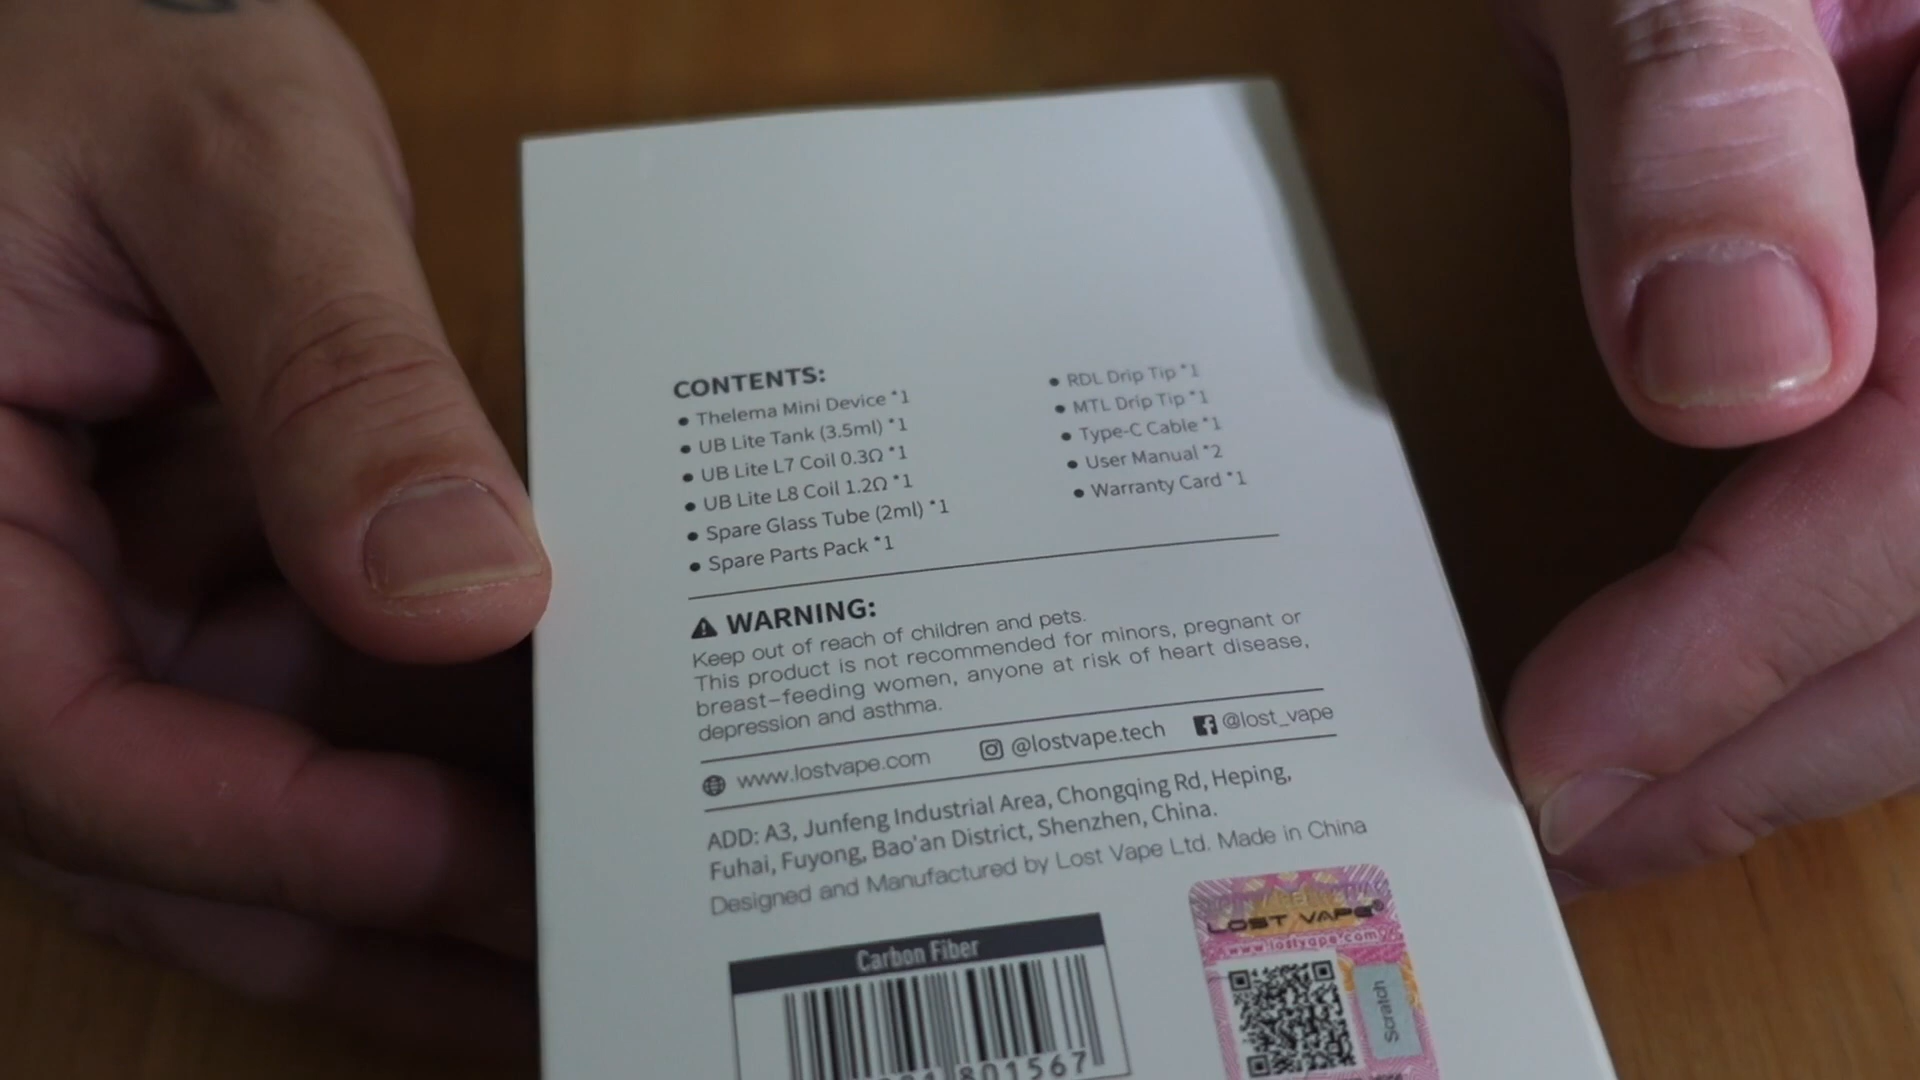 CONTENTS:
• Thelema Mini Device *1
• UB Lite Tank (3.5ml) *1
• UB Lite L7 Coil 0.3Ω *1
• UB Lite L8 Coil 1.2Ω *1
• Spare Glass Tube (2ml) *1
• Spare Parts Pack *1
• RDL Drip Tip *1
• MTL Drip Tip *1
• Type-C Cable *1
• User Manual *2
• Warranty Card *1
WARNING:
Keep out of reach of children and pets.
This product is not recommended for minors, pregnant or
breast-feeding women, anyone at risk of heart disease,
depression and asthma.
www.lostvape.com @lostvape.tech @lost_vape
ADD: A3, Junfeng Industrial Area, Chongqing Rd, Heping,
Fuhai, Fuyong, Bao'an District, Shenzhen, China.
Designed and Manufactured by Lost Vape Ltd. Made in China
Carbon Fiber
801567
LOST VAPE®
www.lostvape.com
Scratch